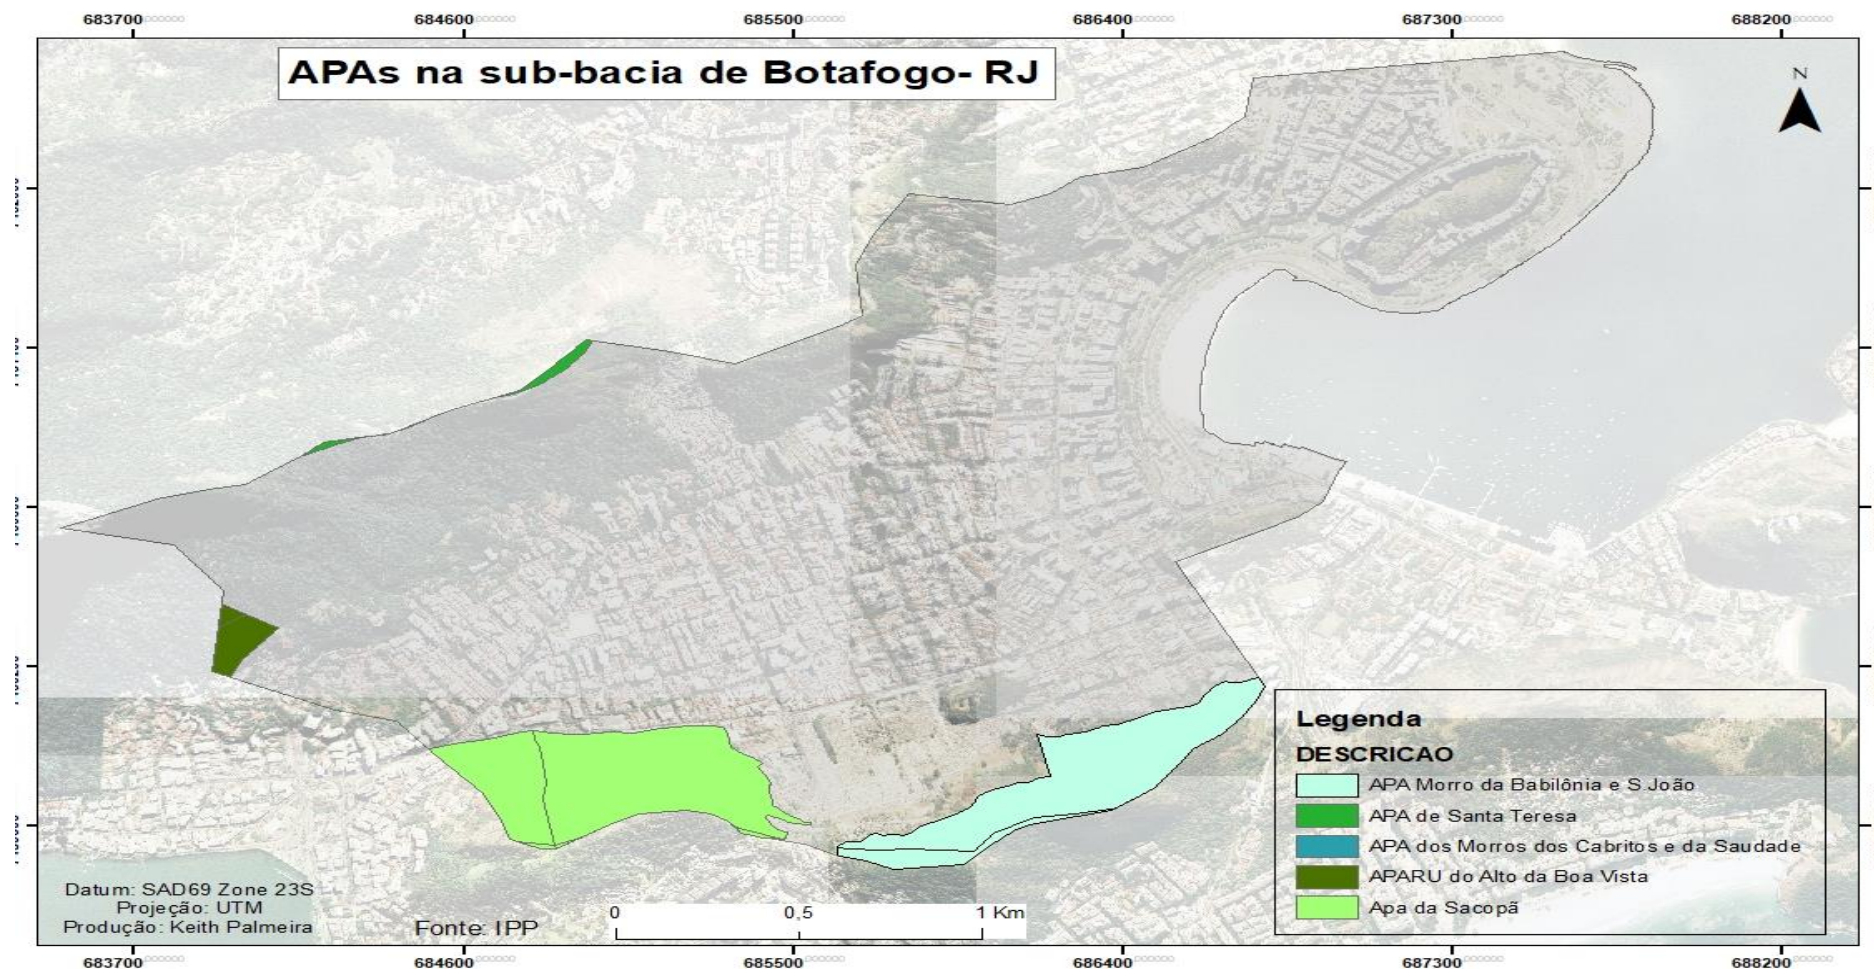 683700 684600 685500 686400 687300 688200
APAs na sub-bacia de Botafogo- RJ
N
Legenda
DESCRICAO
APA Morro da Babilônia e S.João
APA de Santa Teresa
APA dos Morros dos Cabritos e da Saudade
APARU do Alto da Boa Vista
Apa da Sacopã
Datum: SAD69 Zone 23S
Projeção: UTM
Produção: Keith Palmeira
Fonte: IPP
0 0,5 1 Km
683700 684600 685500 686400 687300 688200